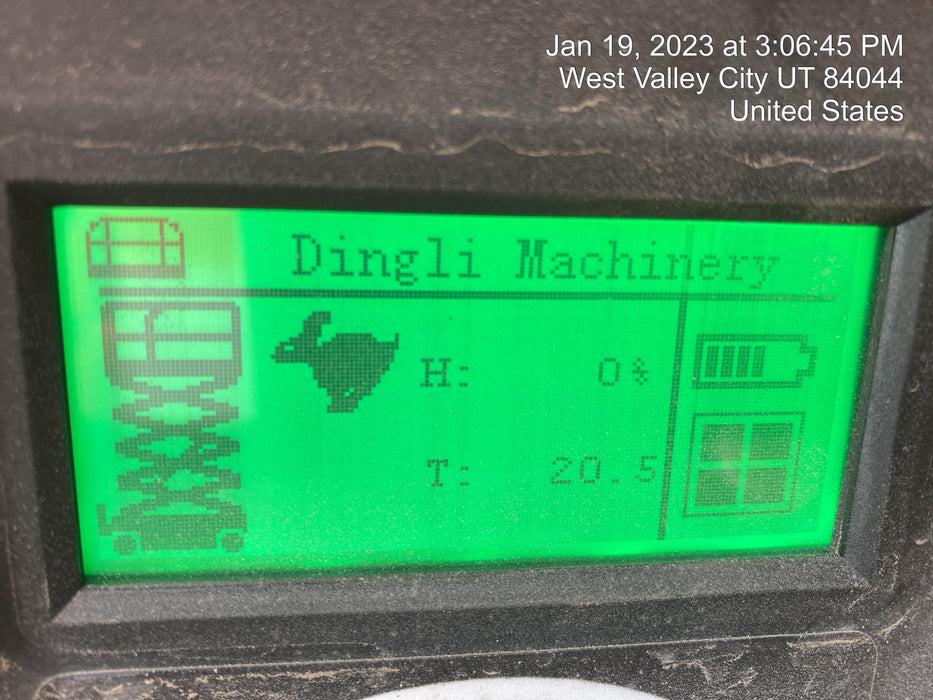 Jan 19, 2023 at 3:06:45 PM
West Valley City UT 84044
United States
Dingli Machinery
H: 0%
T: 20.5